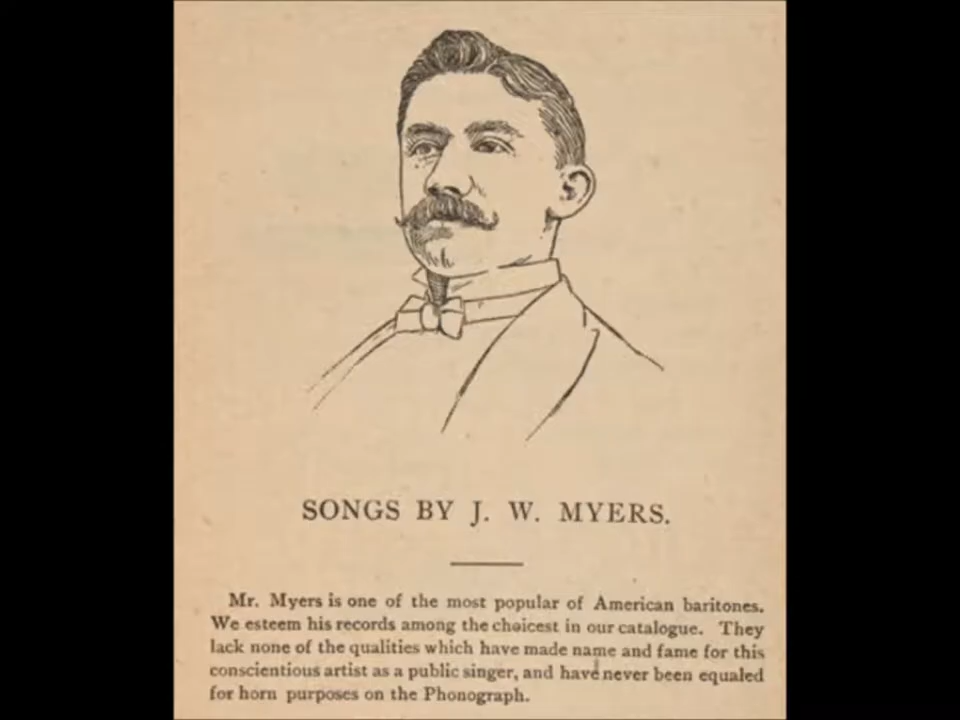 SONGS BY J. W. MYERS.
Mr. Myers is one of the most popular of American baritones.
We esteem his records among the choicest in our catalogue. They
lack none of the qualities which have made name and fame for this
conscientious artist as a public singer, and have never been equaled
for horn purposes on the Phonograph.